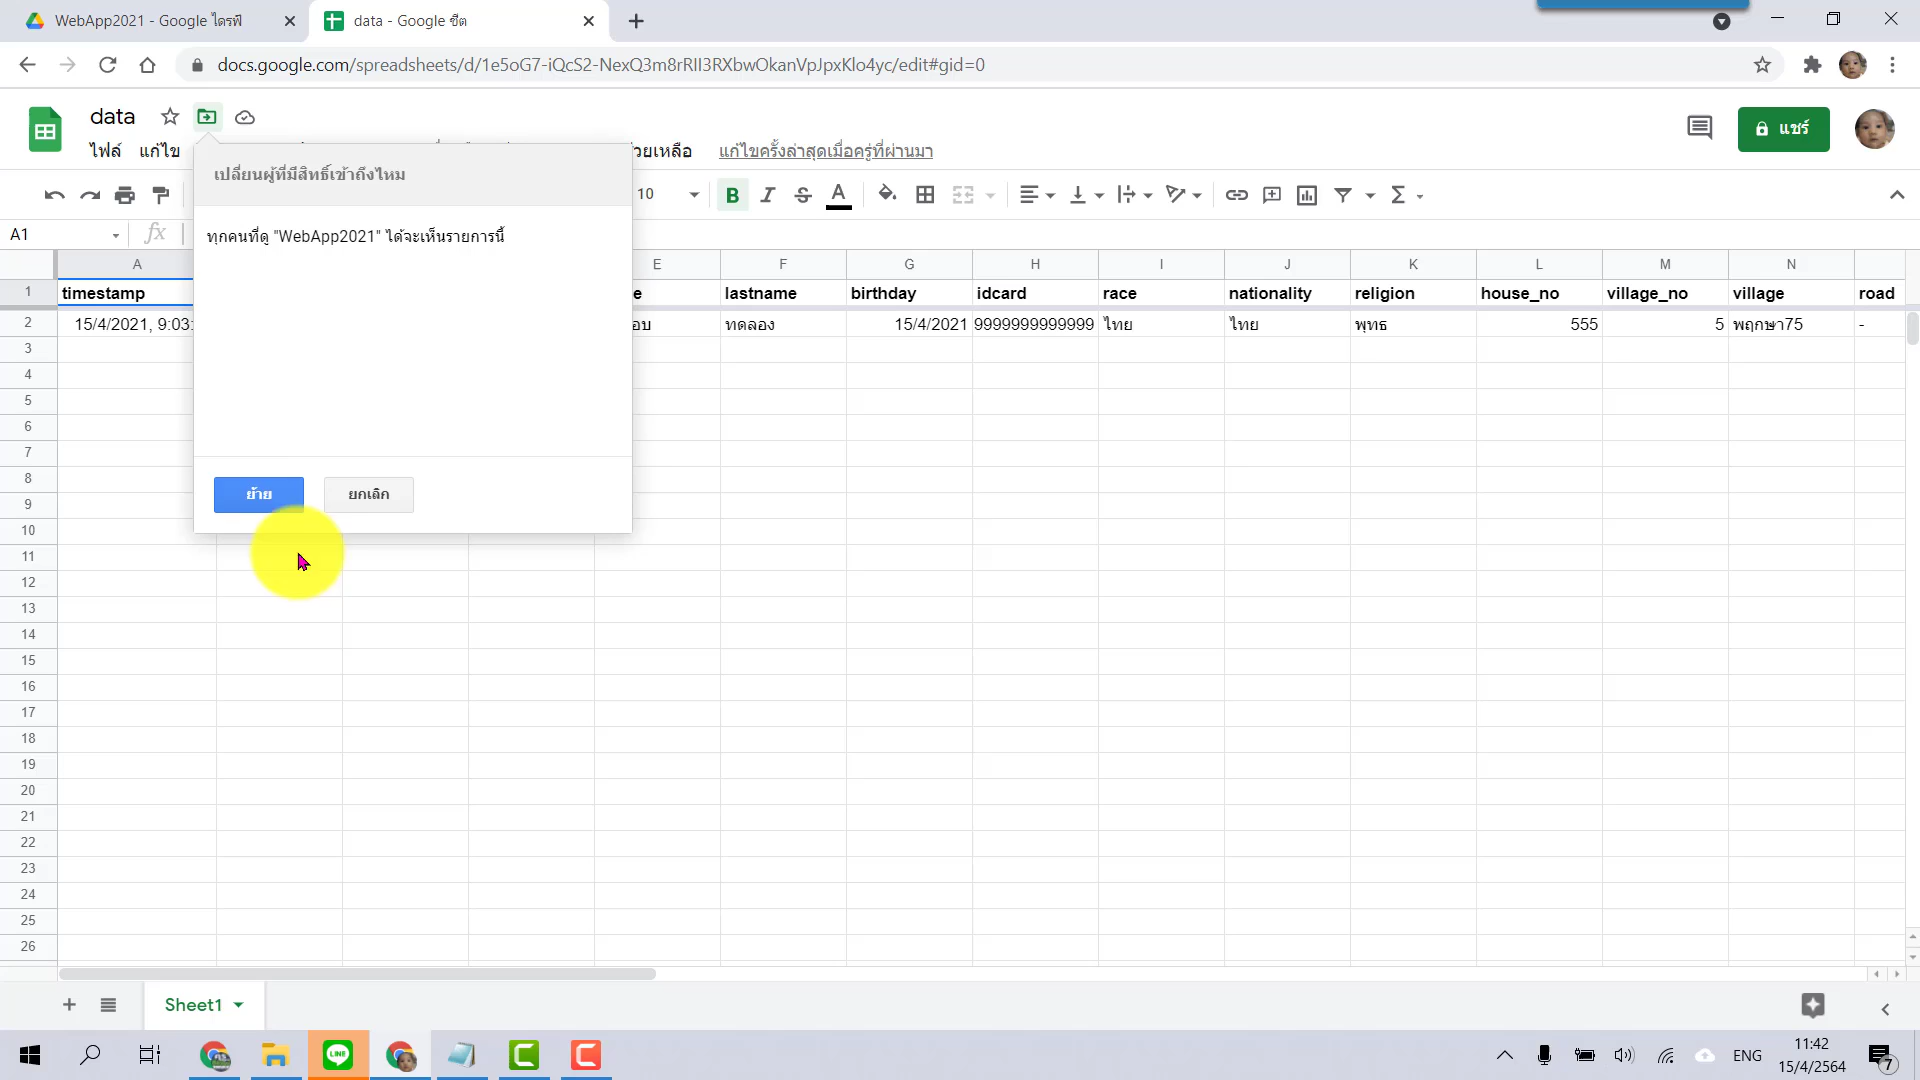 WebApp2021 - Google ไดรฟ์
data - Google ชีต
docs.google.com/spreadsheets/d/1e5oG7-iQcS2-NexQ3m8rRII3RXbwOkanVpJpxKlo4yc/edit#gid=0
data
ไฟล์ แก้ไข
วยเหลือ แก้ไขครั้งล่าสุดเมื่อครู่ที่ผ่านมา
แชร์
เปลี่ยนผู้ที่มีสิทธิ์เข้าถึงไหม
10
A1
ทุกคนที่ดู "WebApp2021" ได้จะเห็นรายการนี้
A E F G H I J K L M N
1 timestamp e lastname birthday idcard race nationality religion house_no village_no village road
2 15/4/2021, 9:03: อบ ทดลอง 15/4/2021 9999999999999 ไทย ไทย พุทธ 555 5 พฤกษา75 -
3
4
5
6
7
8
ย้าย ยกเลิก
9
10
11
12
13
14
15
16
17
18
19
20
21
22
23
24
25
26
Sheet1
LINE
ENG
11:42
15/4/2564
7